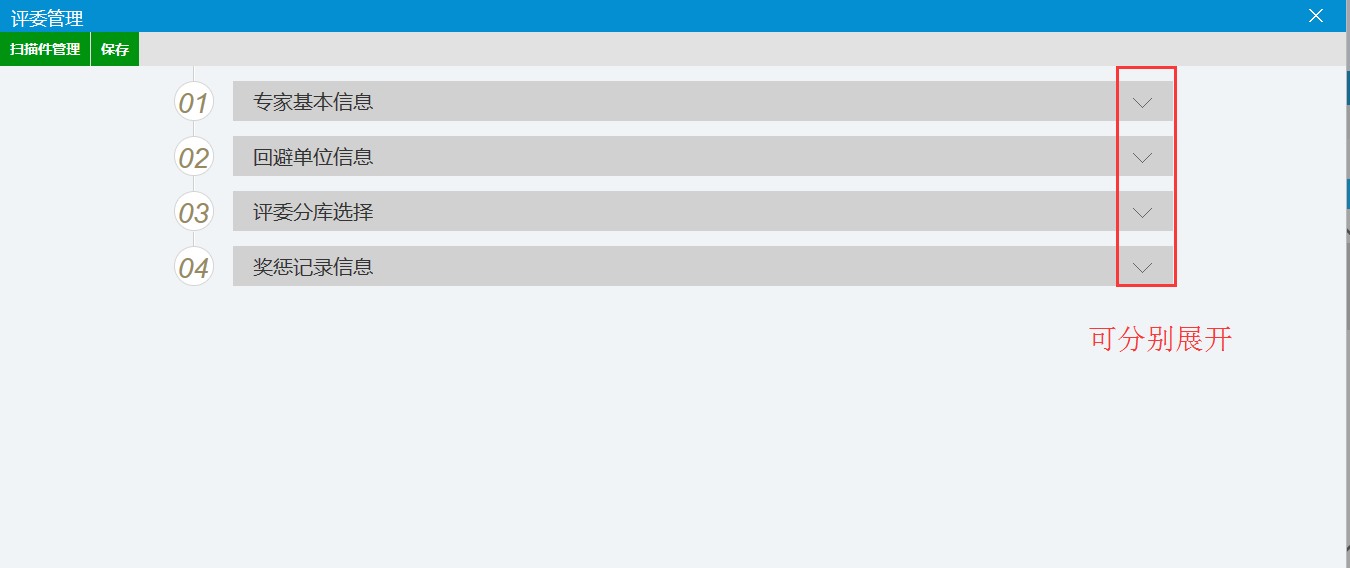 评委管理
扫描件管理 保存
01 专家基本信息
02 回避单位信息
03 评委分库选择
04 奖惩记录信息
可分别展开